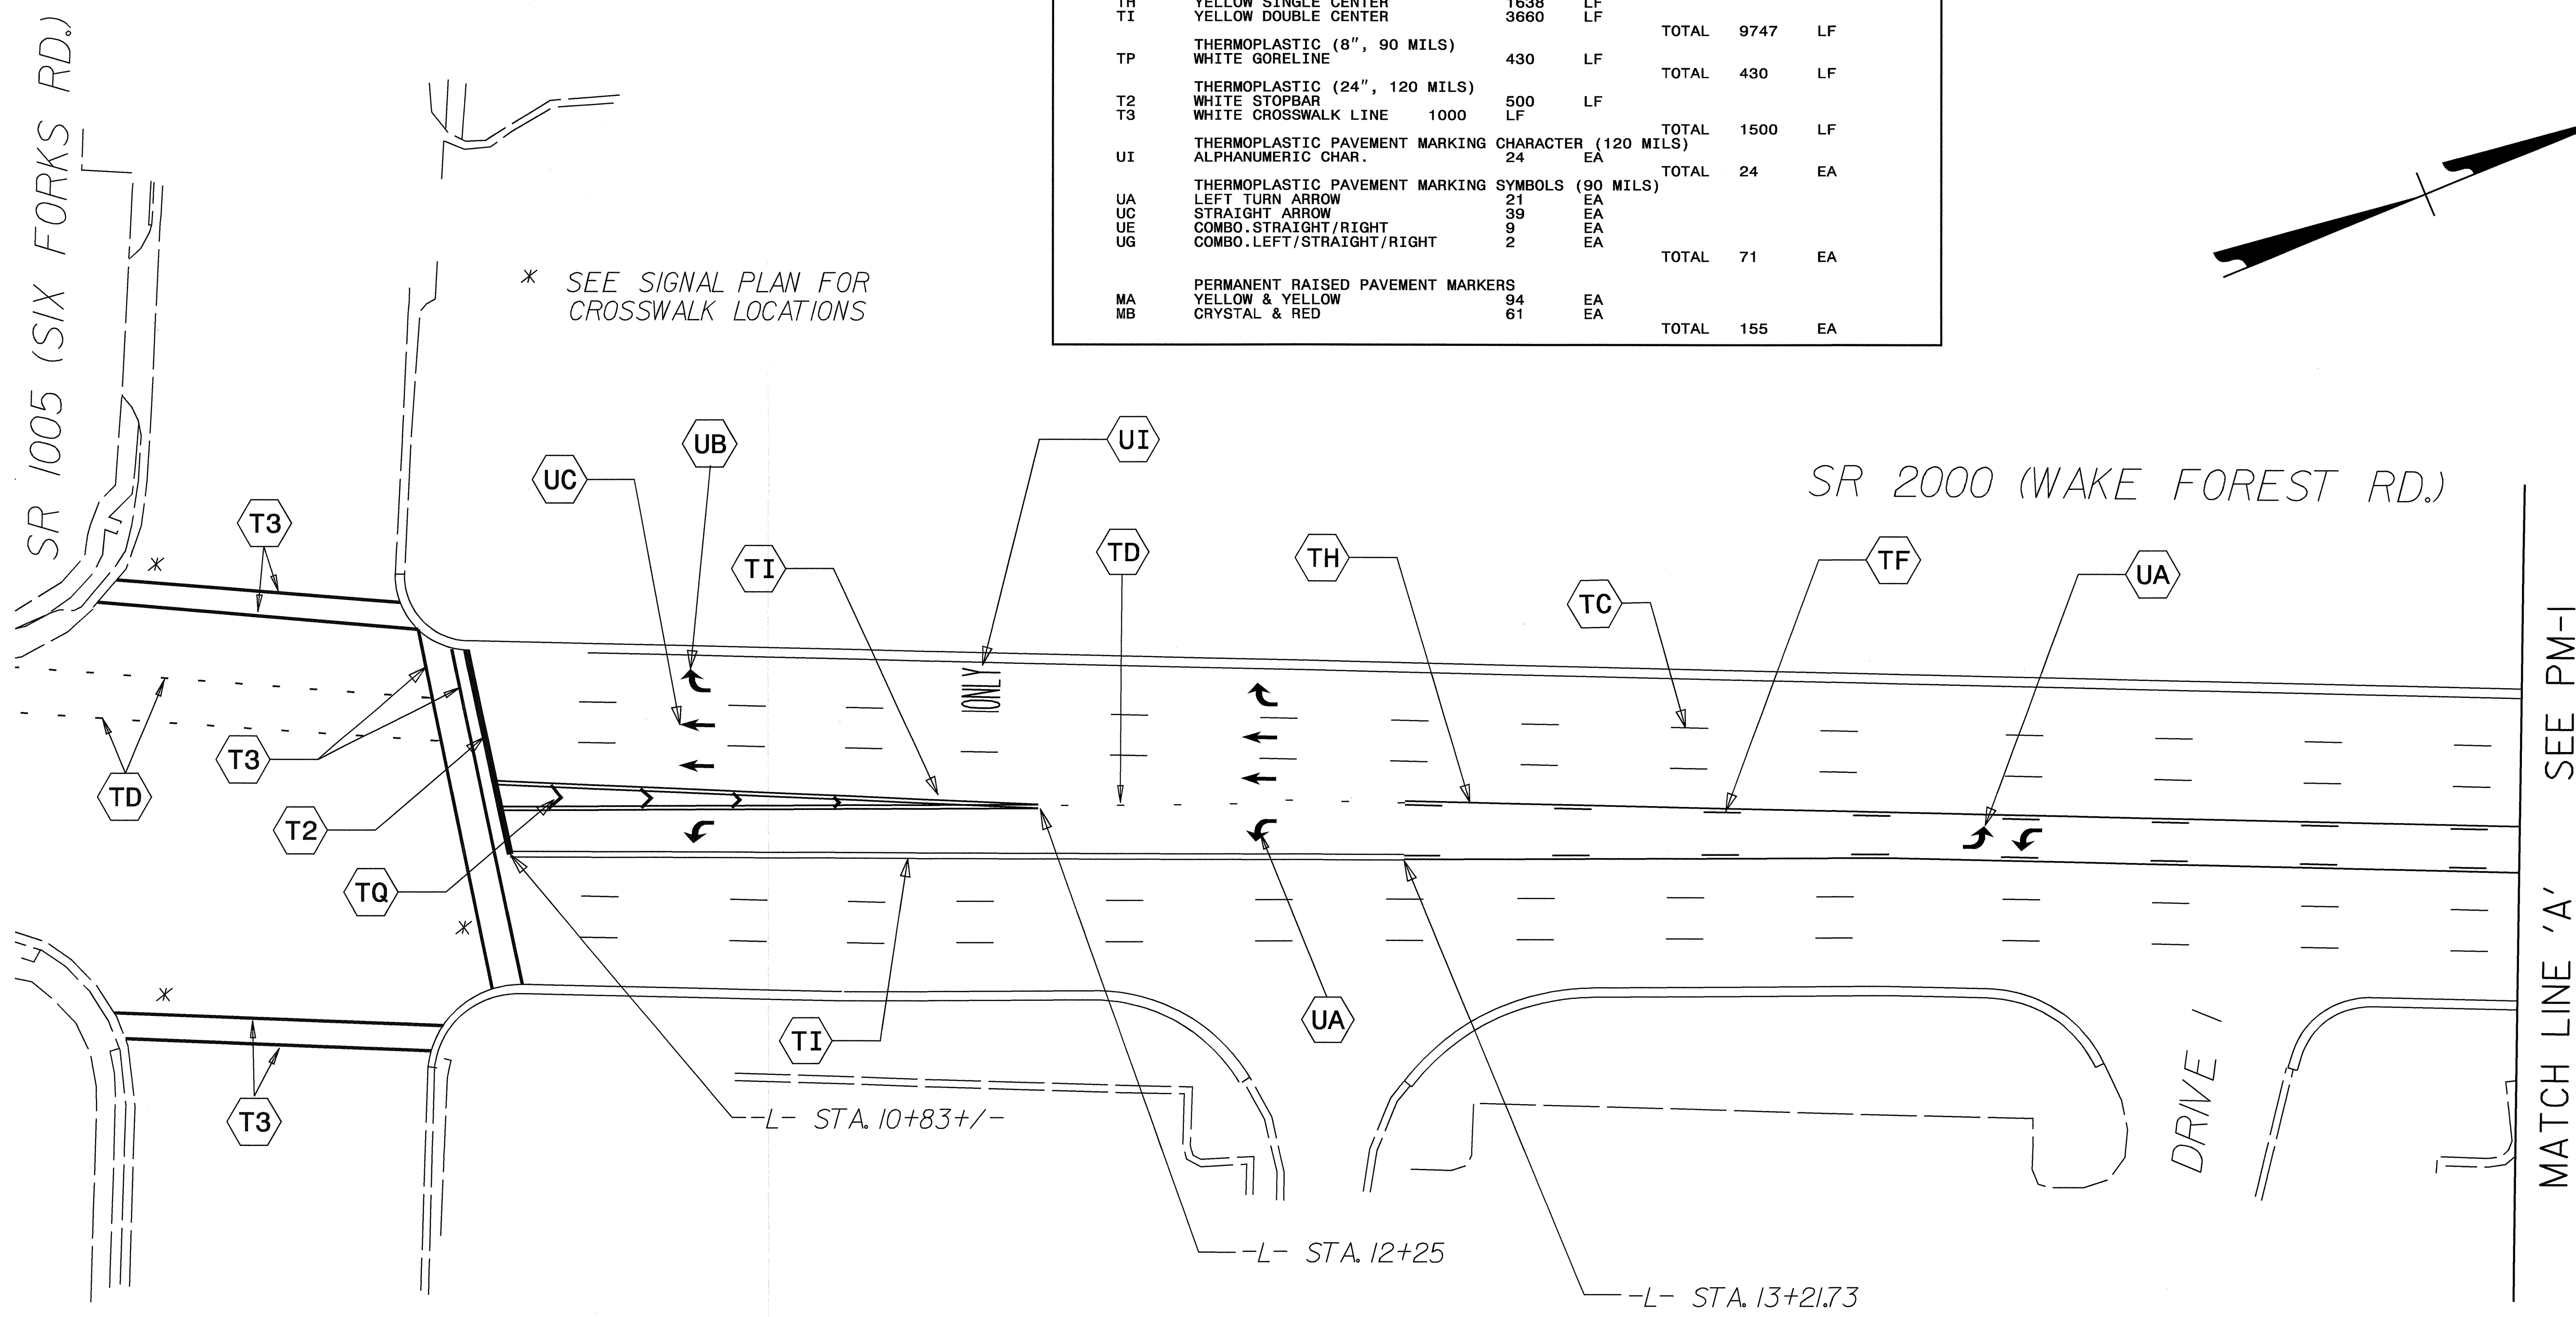 TH YELLOW SINGLE CENTER 1638 LF
TI YELLOW DOUBLE CENTER 3660 LF
TOTAL 9747 LF
THERMOPLASTIC (8", 90 MILS)
TP WHITE GORELINE 430 LF
TOTAL 430 LF
THERMOPLASTIC (24", 120 MILS)
T2 WHITE STOPBAR 500 LF
T3 WHITE CROSSWALK LINE 1000 LF
TOTAL 1500 LF
THERMOPLASTIC PAVEMENT MARKING CHARACTER (120 MILS)
UI ALPHANUMERIC CHAR. 24 EA
TOTAL 24 EA
THERMOPLASTIC PAVEMENT MARKING SYMBOLS (90 MILS)
UA LEFT TURN ARROW 21 EA
UC STRAIGHT ARROW 39 EA
UE COMBO.STRAIGHT/RIGHT 9 EA
UG COMBO.LEFT/STRAIGHT/RIGHT 2 EA
TOTAL 71 EA
PERMANENT RAISED PAVEMENT MARKERS
MA YELLOW & YELLOW 94 EA
MB CRYSTAL & RED 61 EA
TOTAL 155 EA
SR 1005 (SIX FORKS RD.)
* SEE SIGNAL PLAN FOR
CROSSWALK LOCATIONS
UB
UI
UC
SR 2000 (WAKE FOREST RD.)
T3
*
TI
TD
TH
TF
TC
UA
ONLY
T3
TD
T2
TQ
*
*
UA
TI
T3
-L- STA. 10+83+/-
-L- STA. 12+25
-L- STA. 13+21.73
DRIVE 1
MATCH LINE 'A' SEE PM-1